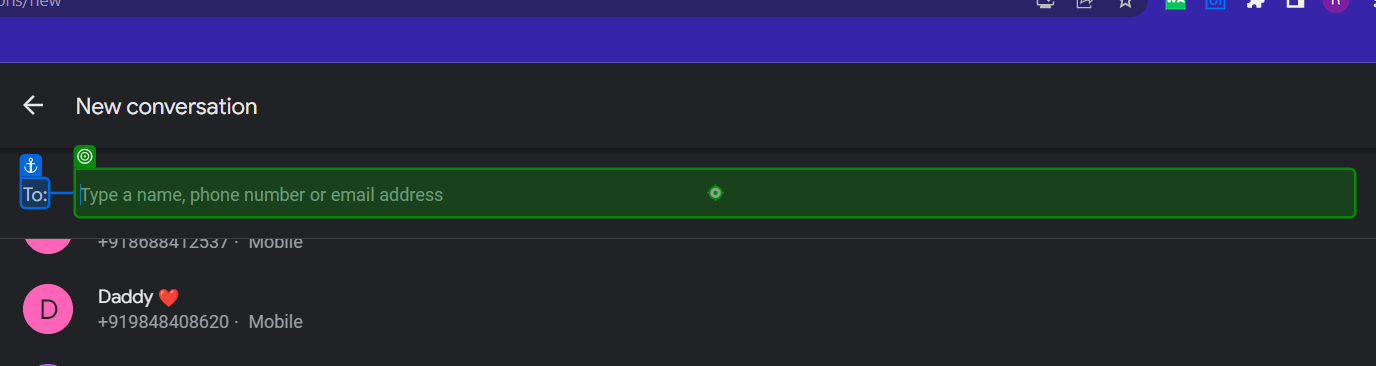 ons/new
New conversation
To:
Type a name, phone number or email address
+918688412537 · Mobile
D
Daddy ❤️
+919848408620 · Mobile